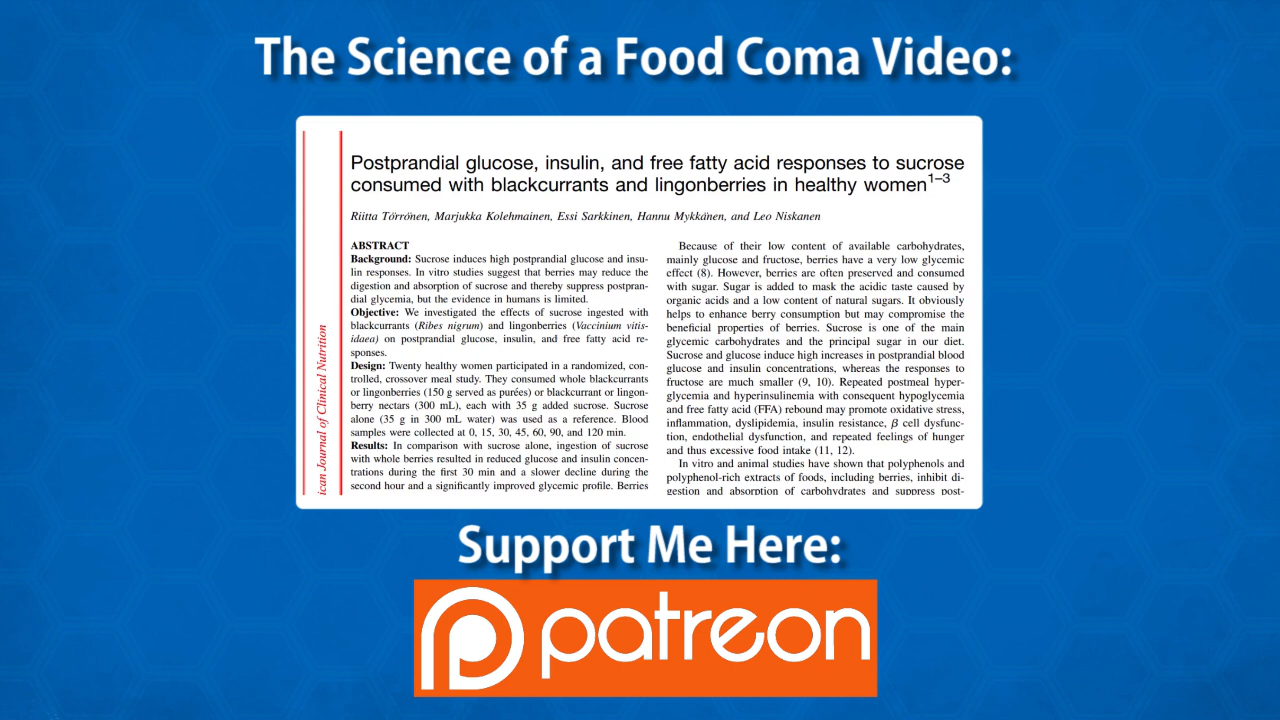 The Science of a Food Coma Video:
Postprandial glucose, insulin, and free fatty acid responses to sucrose
consumed with blackcurrants and lingonberries in healthy women1–3
Riitta Törrönen, Marjukka Kolehmainen, Essi Sarkkinen, Hannu Mykkänen, and Leo Niskanen
ican Journal of Clinical Nutrition
ABSTRACT
Background: Sucrose induces high postprandial glucose and insu-
lin responses. In vitro studies suggest that berries may reduce the
digestion and absorption of sucrose and thereby suppress postpran-
dial glycemia, but the evidence in humans is limited.
Objective: We investigated the effects of sucrose ingested with
blackcurrants (Ribes nigrum) and lingonberries (Vaccinium vitis-
idaea) on postprandial glucose, insulin, and free fatty acid re-
sponses.
Design: Twenty healthy women participated in a randomized, con-
trolled, crossover meal study. They consumed whole blackcurrants
or lingonberries (150 g served as purées) or blackcurrant or lingon-
berry nectars (300 mL), each with 35 g added sucrose. Sucrose
alone (35 g in 300 mL water) was used as a reference. Blood
samples were collected at 0, 15, 30, 45, 60, 90, and 120 min.
Results: In comparison with sucrose alone, ingestion of sucrose
with whole berries resulted in reduced glucose and insulin concen-
trations during the first 30 min and a slower decline during the
second hour and a significantly improved glycemic profile. Berries
Because of their low content of available carbohydrates,
mainly glucose and fructose, berries have a very low glycemic
effect (8). However, berries are often preserved and consumed
with sugar. Sugar is added to mask the acidic taste caused by
organic acids and a low content of natural sugars. It obviously
helps to enhance berry consumption but may compromise the
beneficial properties of berries. Sucrose is one of the main
glycemic carbohydrates and the principal sugar in our diet.
Sucrose and glucose induce high increases in postprandial blood
glucose and insulin concentrations, whereas the responses to
fructose are much smaller (9, 10). Repeated postmeal hyper-
glycemia and hyperinsulinemia with consequent hypoglycemia
and free fatty acid (FFA) rebound may promote oxidative stress,
inflammation, dyslipidemia, insulin resistance, β cell dysfunc-
tion, endothelial dysfunction, and repeated feelings of hunger
and thus excessive food intake (11, 12).
In vitro and animal studies have shown that polyphenols and
polyphenol-rich extracts of foods, including berries, inhibit di-
gestion and absorption of carbohydrates and suppress post-
Support Me Here:
patreon